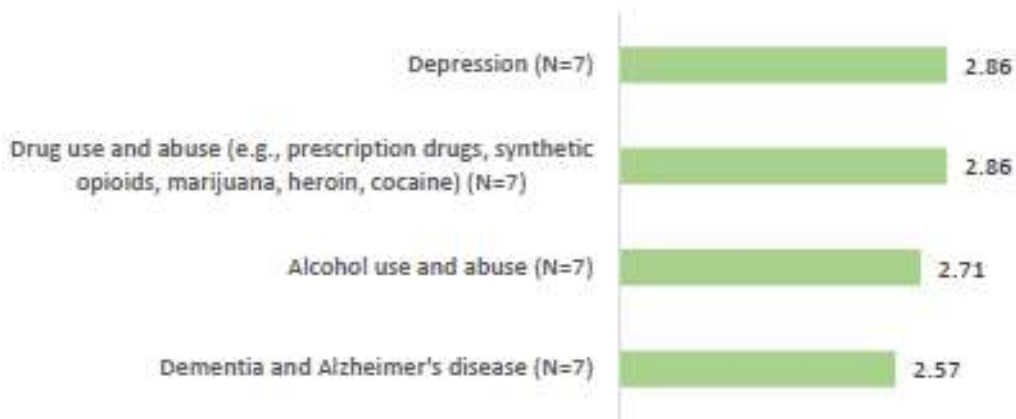 Depression (N=7)
2.86
Drug use and abuse (e.g., prescription drugs, synthetic
opioids, marijuana, heroin, cocaine) (N=7)
2.86
Alcohol use and abuse (N=7)
2.71
Dementia and Alzheimer's disease (N=7)
2.57